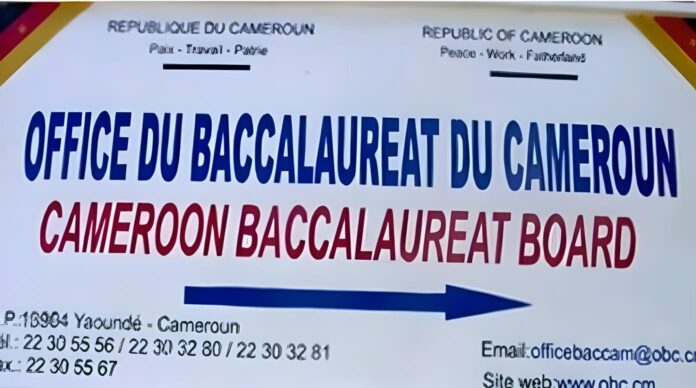 REPUBLIQUE DU CAMEROUN
Paix - Travail - Patrie
REPUBLIC OF CAMEROON
Peace - Work - Fatherland
OFFICE DU BACCALAUREAT DU CAMEROUN
CAMEROON BACCALAUREAT BOARD
.P.:13904 Yaoundé - Cameroun
l.: 22 30 55 56 / 22 30 32 80 / 22 30 32 81
x.: 22 30 55 67
Email:officebaccam@obc.cm
Site web:www.obc.cm